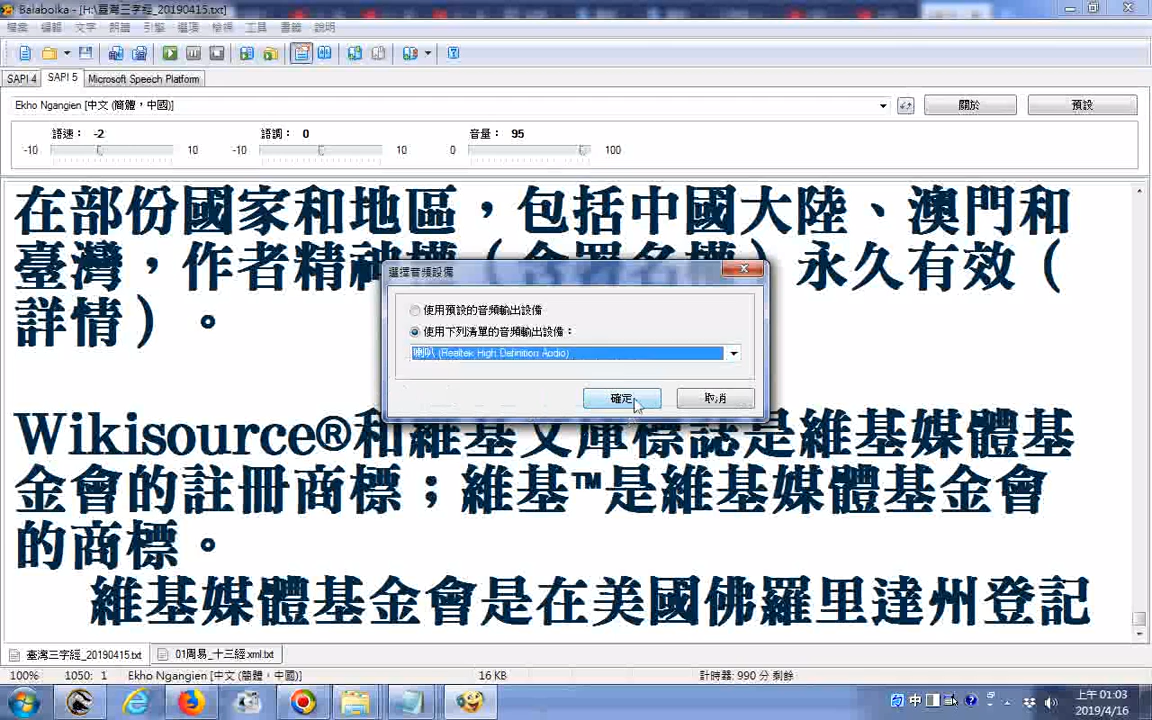 Balabolka - [H:\臺灣三字經_20190415.txt]
檔案 編輯 文字 朗讀 引擎 選項 檢視 工具 書籤 說明
SAPI 4 SAPI 5 Microsoft Speech Platform
Ekho Ngangien [中文 (簡體，中國)] 關於 預設
語速： -2 語調： 0 音量： 95
-10 10 -10 10 0 100
在部份國家和地區，包括中國大陸、澳門和
臺灣，作者精神權（含署名權）永久有效（
詳情）。
選擇音頻設備
使用預設的音頻輸出設備
使用下列清單的音頻輸出設備：
喇叭 (Realtek High Definition Audio)
確定 取消
Wikisource®和維基文庫標誌是維基媒體基
金會的註冊商標；維基™是維基媒體基金會
的商標。
維基媒體基金會是在美國佛羅里達州登記
臺灣三字經_20190415.txt 01周易_十三經.xml.txt
100% 1050: 1 Ekho Ngangien [中文 (簡體，中國)] 16 KB 計時器: 990 分 剩餘
中 上午 01:03
2019/4/16